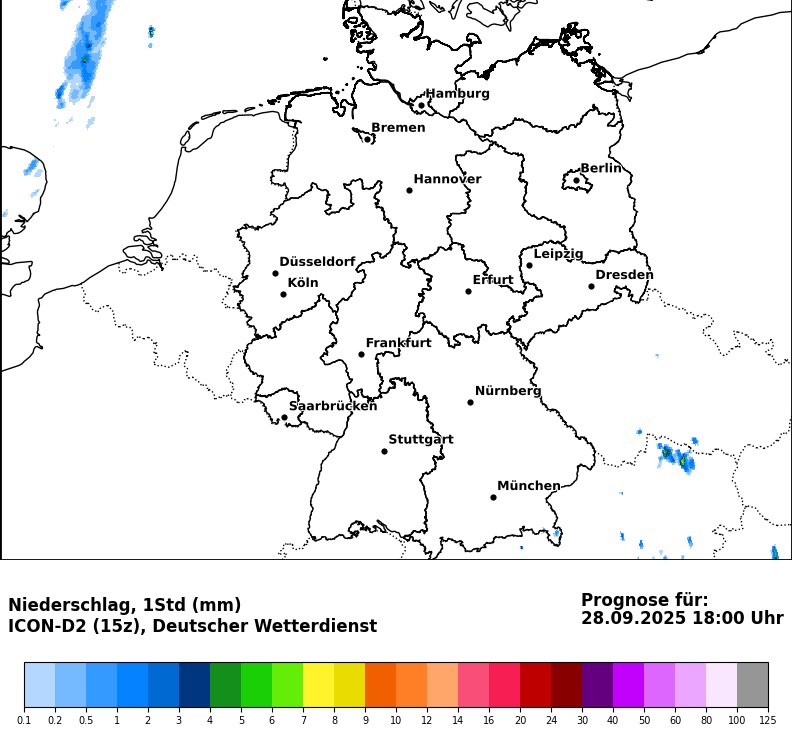 Hamburg
Bremen
Berlin
Hannover
Leipzig
Düsseldorf
Dresden
Köln
Erfurt
Frankfurt
Nürnberg
Saarbrücken
Stuttgart
München
Niederschlag, 1Std (mm)
ICON-D2 (15z), Deutscher Wetterdienst
Prognose für:
28.09.2025 18:00 Uhr
0.1 0.2 0.5 1 2 3 4 5 6 7 8 9 10 12 14 16 20 24 30 40 50 60 80 100 125